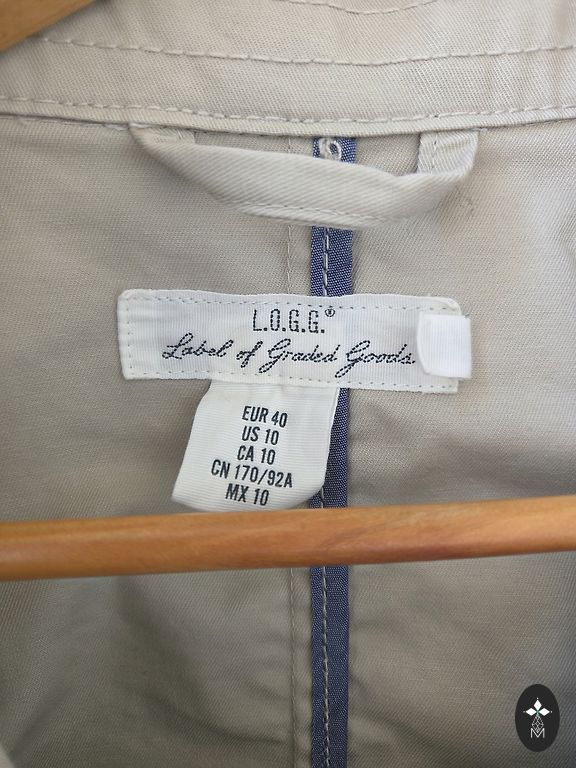 L.O.G.G.®
Label of Graded Goods
EUR 40
US 10
CA 10
CN 170/92A
MX 10
M